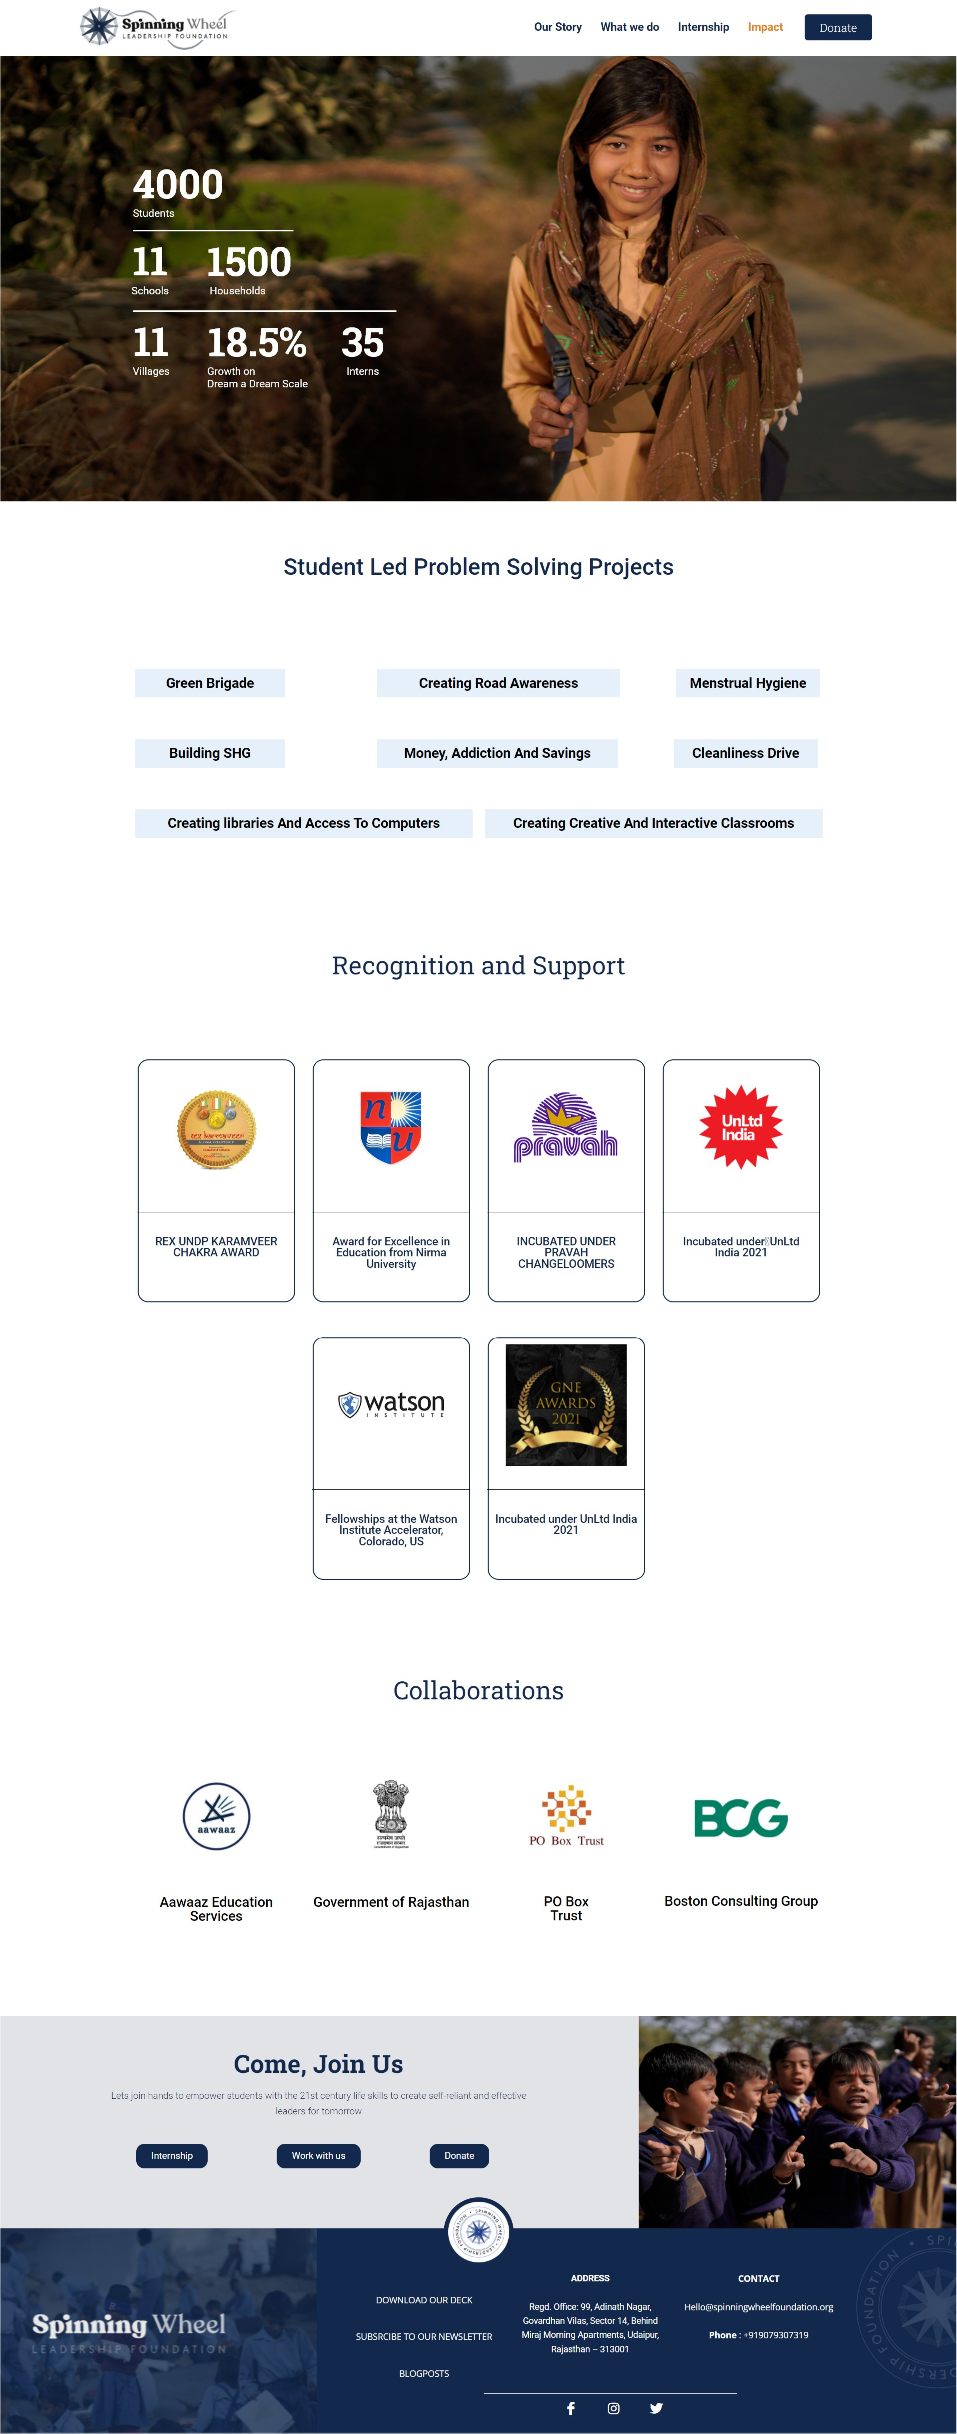 Spinning Wheel
LEADERSHIP FOUNDATION
Our Story What we do Internship Impact Donate
4000
Students
11 1500
Schools Households
11 18.5% 35
Villages Growth on Interns
Dream a Dream Scale
Student Led Problem Solving Projects
Green Brigade Creating Road Awareness Menstrual Hygiene
Building SHG Money, Addiction And Savings Cleanliness Drive
Creating libraries And Access To Computers Creating Creative And Interactive Classrooms
Recognition and Support
nu
pravah
UnLtd
India
REX UNDP KARAMVEER
CHAKRA AWARD
Award for Excellence in
Education from Nirma
University
INCUBATED UNDER
PRAVAH
CHANGELOOMERS
Incubated under UnLtd
India 2021
watson
INSTITUTE
GNE
AWARDS
2021
Fellowships at the Watson
Institute Accelerator,
Colorado, US
Incubated under UnLtd India
2021
Collaborations
aawaaz
सत्यमेव जयते
PO Box Trust
BCG
Aawaaz Education
Services
Government of Rajasthan
PO Box
Trust
Boston Consulting Group
Come, Join Us
Lets join hands to empower students with the 21st century life skills to create self-reliant and effective
leaders for tomorrow
Internship Work with us Donate
SPINNING WHEEL LEADERSHIP FOUNDATION
Spinning Wheel
LEADERSHIP FOUNDATION
DOWNLOAD OUR DECK
SUBSRCIBE TO OUR NEWSLETTER
BLOGPOSTS
ADDRESS
Regd. Office: 99, Adinath Nagar,
Govardhan Vilas, Sector 14, Behind
Miraj Morning Apartments, Udaipur,
Rajasthan – 313001
CONTACT
Hello@spinningwheelfoundation.org
Phone : +919079307319